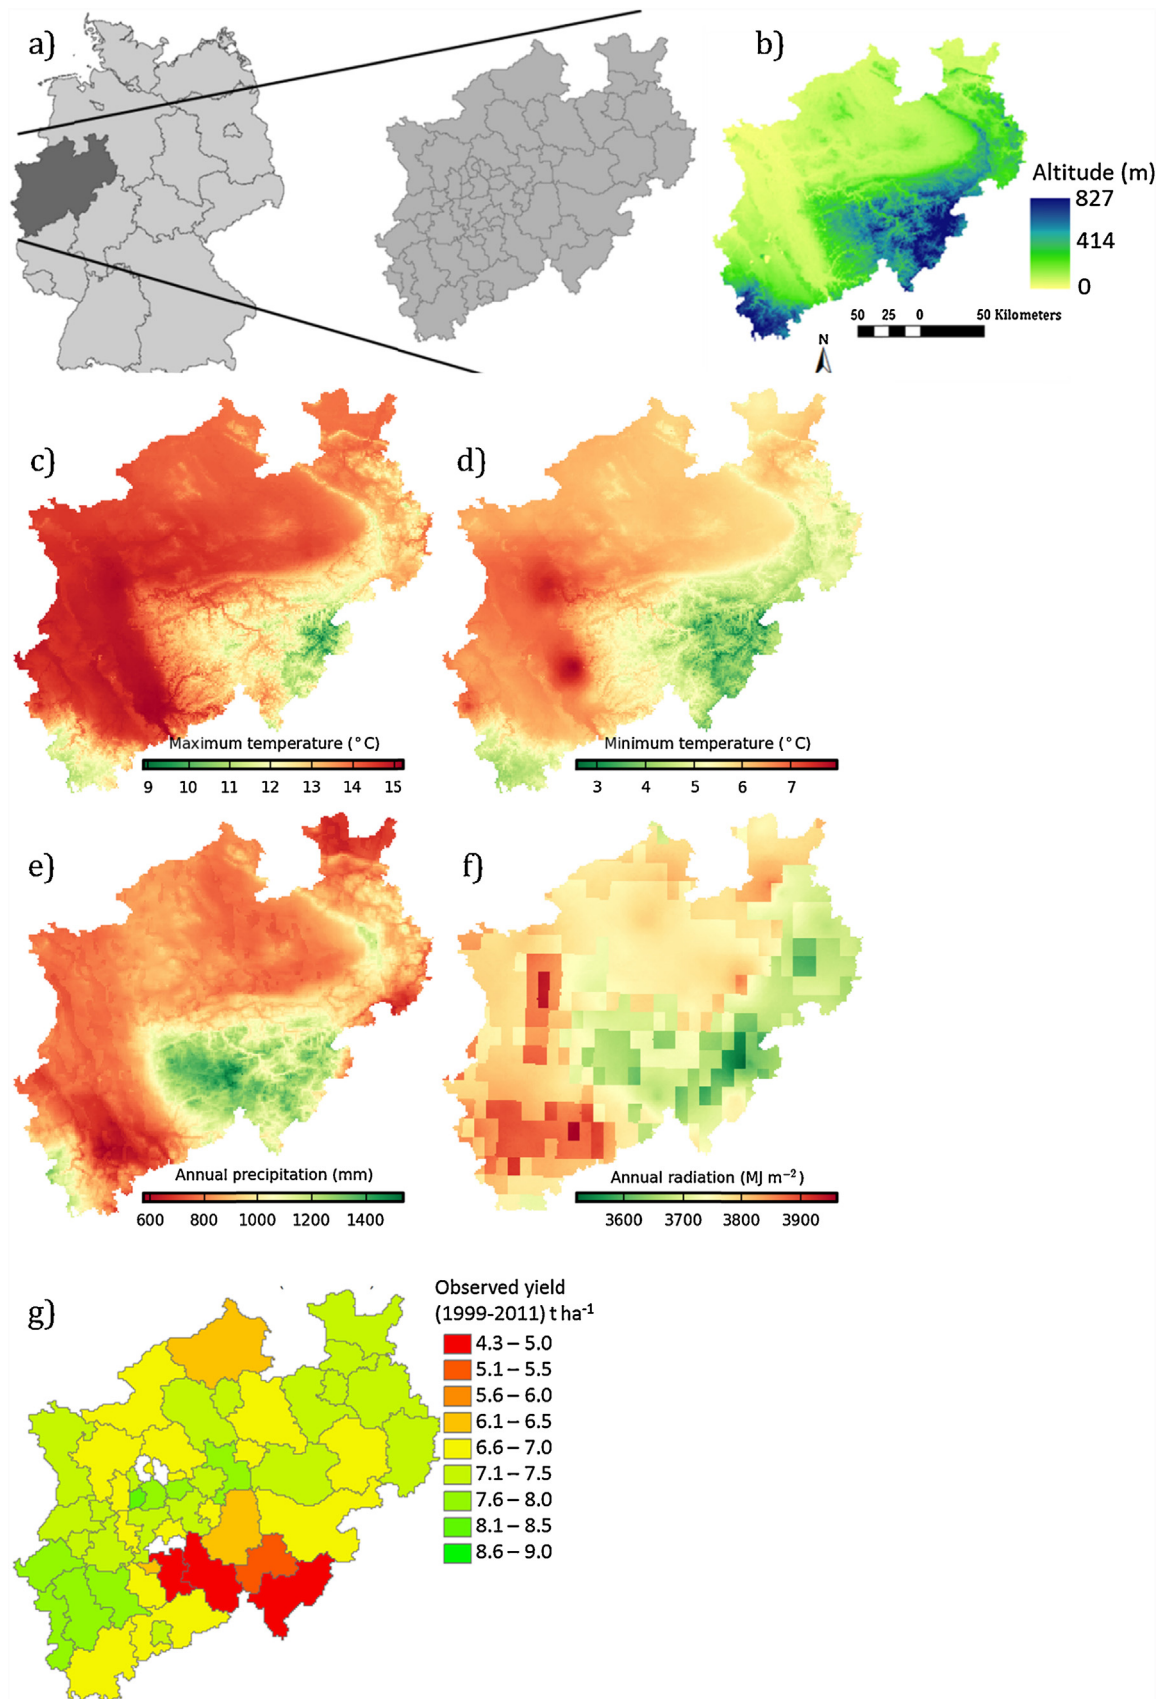 a)
b)
Altitude (m)
827
414
0
50 25 0 50 Kilometers
N
c)
d)
Maximum temperature (°C)
9 10 11 12 13 14 15
Minimum temperature (°C)
3 4 5 6 7
e)
f)
Annual precipitation (mm)
600 800 1000 1200 1400
Annual radiation (MJ m⁻²)
3600 3700 3800 3900
g)
Observed yield
(1999-2011) t ha⁻¹
4.3 – 5.0
5.1 – 5.5
5.6 – 6.0
6.1 – 6.5
6.6 – 7.0
7.1 – 7.5
7.6 – 8.0
8.1 – 8.5
8.6 – 9.0